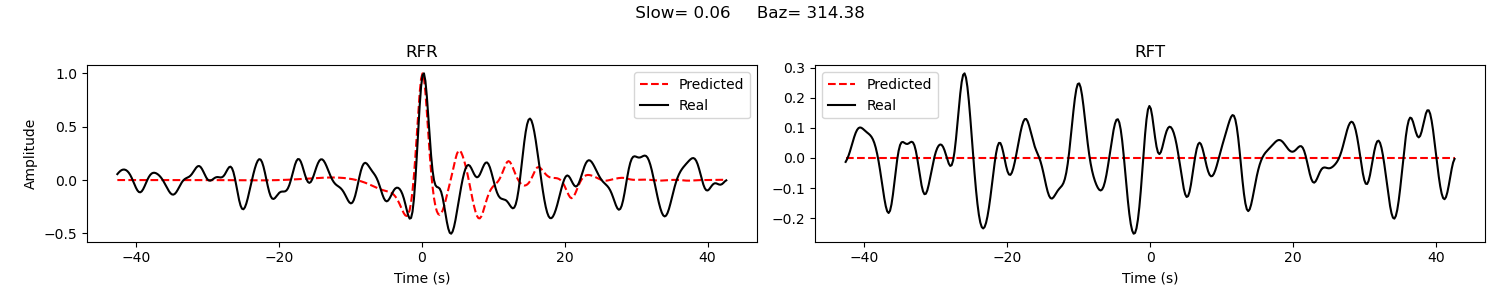 Slow= 0.06 Baz= 314.38
RFR
RFT
Amplitude
1.0
0.5
0.0
−0.5
−40
−20
0
20
40
Time (s)
Predicted
Real
0.3
0.2
0.1
0.0
−0.1
−0.2
−40
−20
0
20
40
Time (s)
Predicted
Real